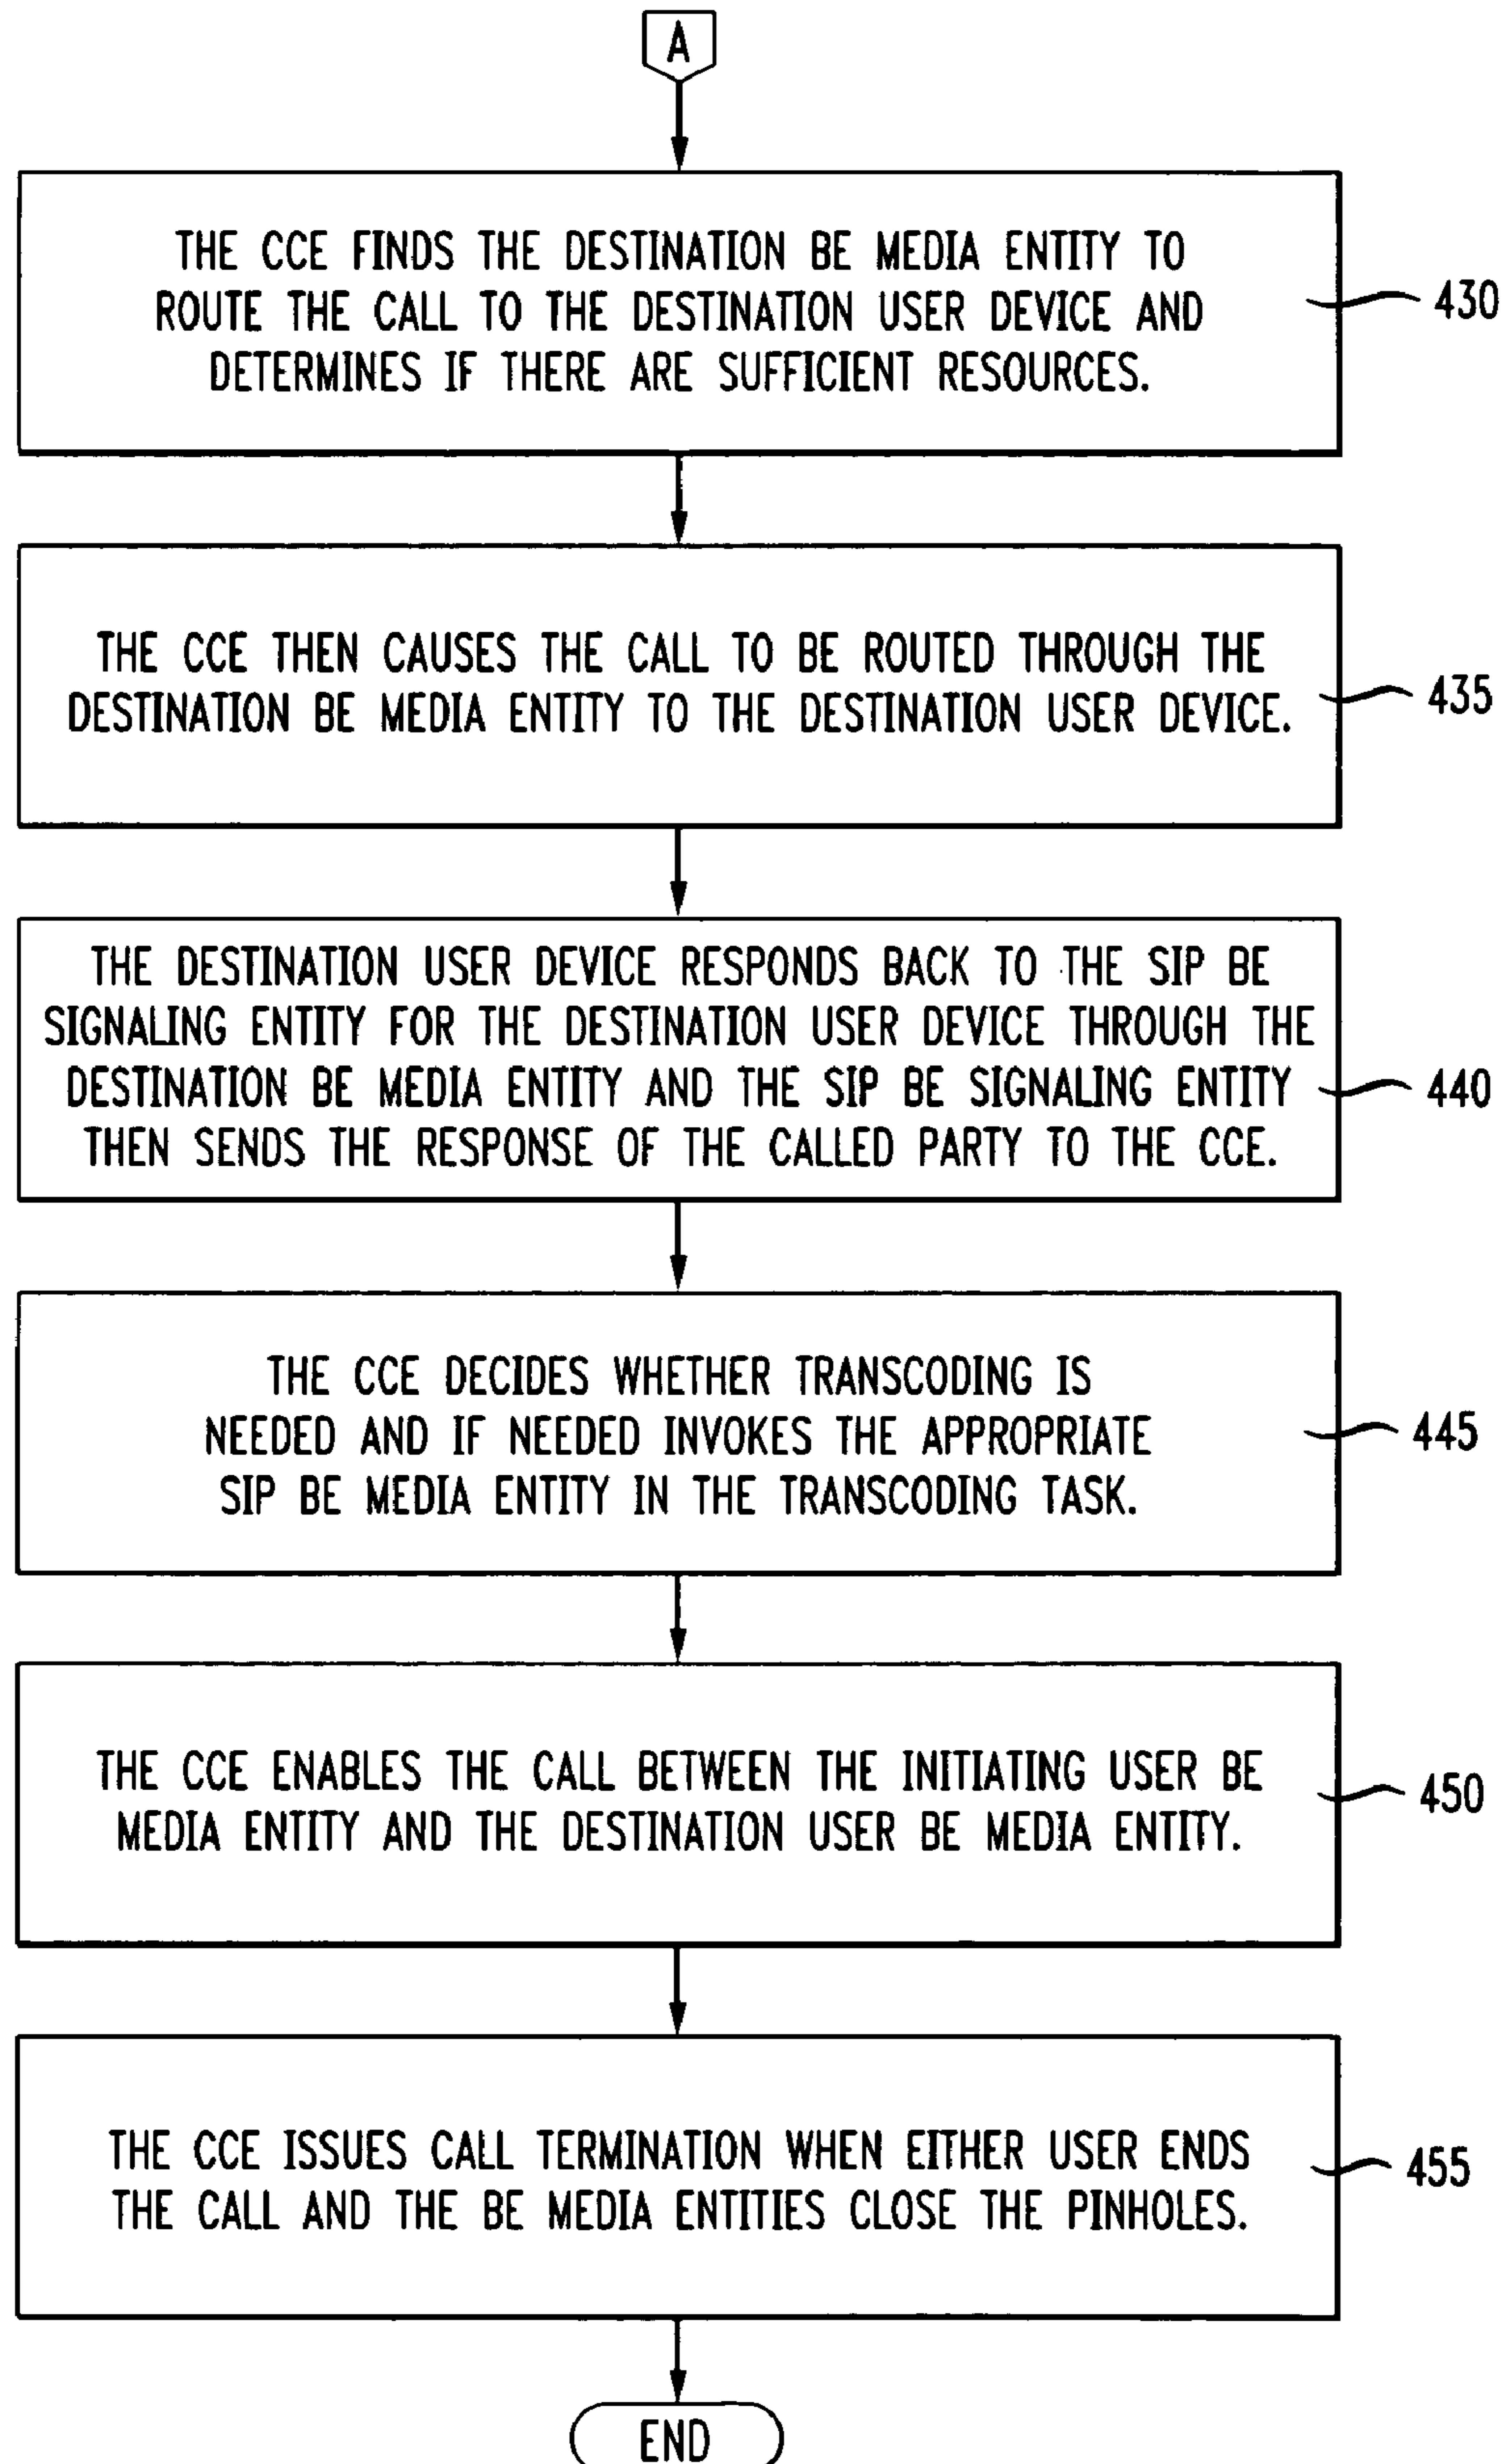 A
THE CCE FINDS THE DESTINATION BE MEDIA ENTITY TO
ROUTE THE CALL TO THE DESTINATION USER DEVICE AND
DETERMINES IF THERE ARE SUFFICIENT RESOURCES.
430
THE CCE THEN CAUSES THE CALL TO BE ROUTED THROUGH THE
DESTINATION BE MEDIA ENTITY TO THE DESTINATION USER DEVICE.
435
THE DESTINATION USER DEVICE RESPONDS BACK TO THE SIP BE
SIGNALING ENTITY FOR THE DESTINATION USER DEVICE THROUGH THE
DESTINATION BE MEDIA ENTITY AND THE SIP BE SIGNALING ENTITY
THEN SENDS THE RESPONSE OF THE CALLED PARTY TO THE CCE.
440
THE CCE DECIDES WHETHER TRANSCODING IS
NEEDED AND IF NEEDED INVOKES THE APPROPRIATE
SIP BE MEDIA ENTITY IN THE TRANSCODING TASK.
445
THE CCE ENABLES THE CALL BETWEEN THE INITIATING USER BE
MEDIA ENTITY AND THE DESTINATION USER BE MEDIA ENTITY.
450
THE CCE ISSUES CALL TERMINATION WHEN EITHER USER ENDS
THE CALL AND THE BE MEDIA ENTITIES CLOSE THE PINHOLES.
455
END